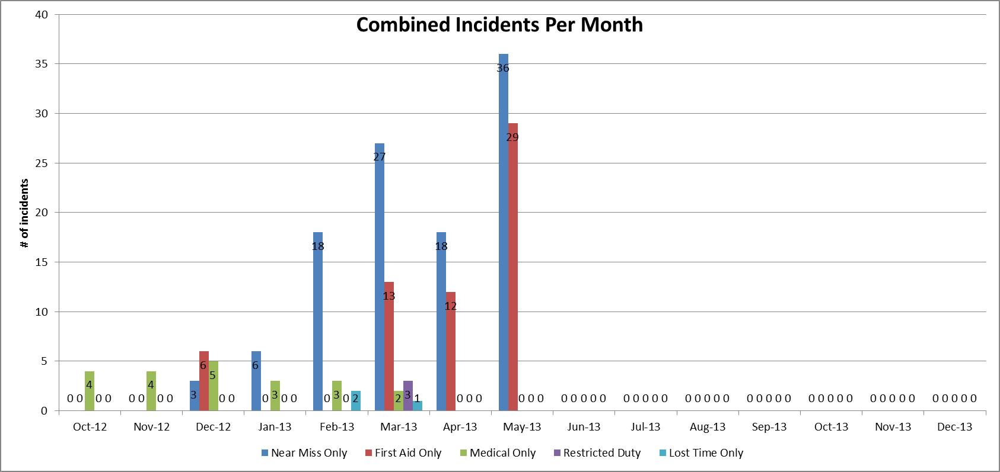 Combined Incidents Per Month
40
35
30
25
20
15
10
5
0
# of incidents
0 0 4 0 0
0 0 4 0 0
3 6 5 0 0
6 0 3 0 0
18 0 3 0 2
27 13 2 3 1
18 12 0 0 0
36 29 0 0 0
0 0 0 0 0
0 0 0 0 0
0 0 0 0 0
0 0 0 0 0
0 0 0 0 0
0 0 0 0 0
0 0 0 0 0
Oct-12 Nov-12 Dec-12 Jan-13 Feb-13 Mar-13 Apr-13 May-13 Jun-13 Jul-13 Aug-13 Sep-13 Oct-13 Nov-13 Dec-13
Near Miss Only First Aid Only Medical Only Restricted Duty Lost Time Only